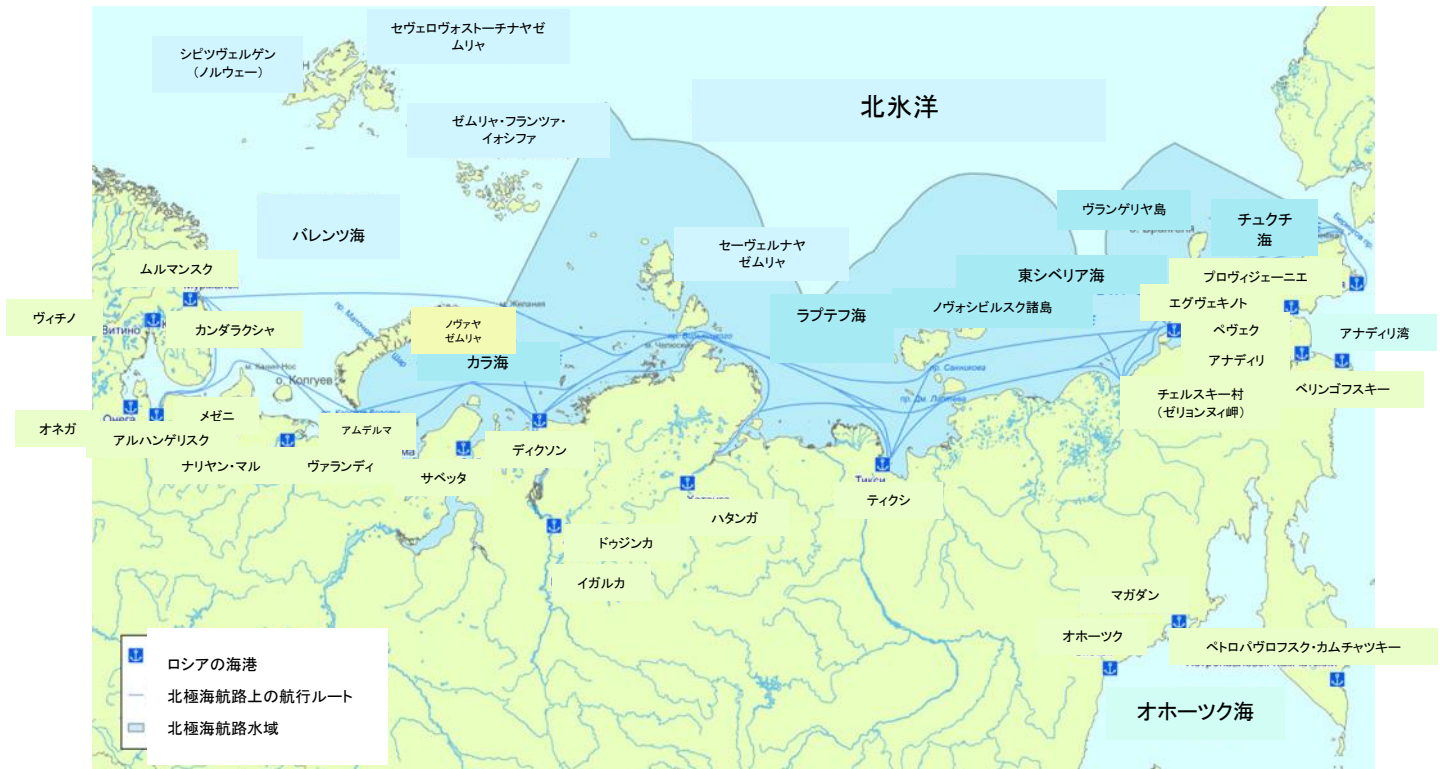 セヴェロヴォストーチナヤゼ
ムリャ
シピツヴェルゲン
(ノルウェー)
北氷洋
ゼムリャ・フランツァ・
イォシファ
ヴランゲリヤ島
チュクチ
海
バレンツ海
セーヴェルナヤ
ゼムリャ
ムルマンスク
東シベリア海
プロヴィジェーニエ
м. Желания
ヴィチノ
Витино
カンダラクシャ
ノヴァヤ
ゼムリャ
カラ海
ラプテフ海
ノヴォシビルスク諸島
エグヴェキノト
ペヴェク
アナディリ湾
アナディリ
м. Канин Нос
о. Колгуев
пр. Санникова
チェルスキー村
(ゼリョンヌィ岬)
ベリンゴフスキー
Онега
オネガ
メゼニ
アルハンゲリスク
アムデルマ
ディクソン
ナリヤン・マル
ヴァランディ
サベッタ
Тикси
ティクシ
ハタンガ
ドゥジンカ
イガルカ
マガダン
オホーツク
ペトロパヴロフスク・カムチャツキー
オホーツク海
ロシアの海港
北極海航路上の航行ルート
北極海航路水域